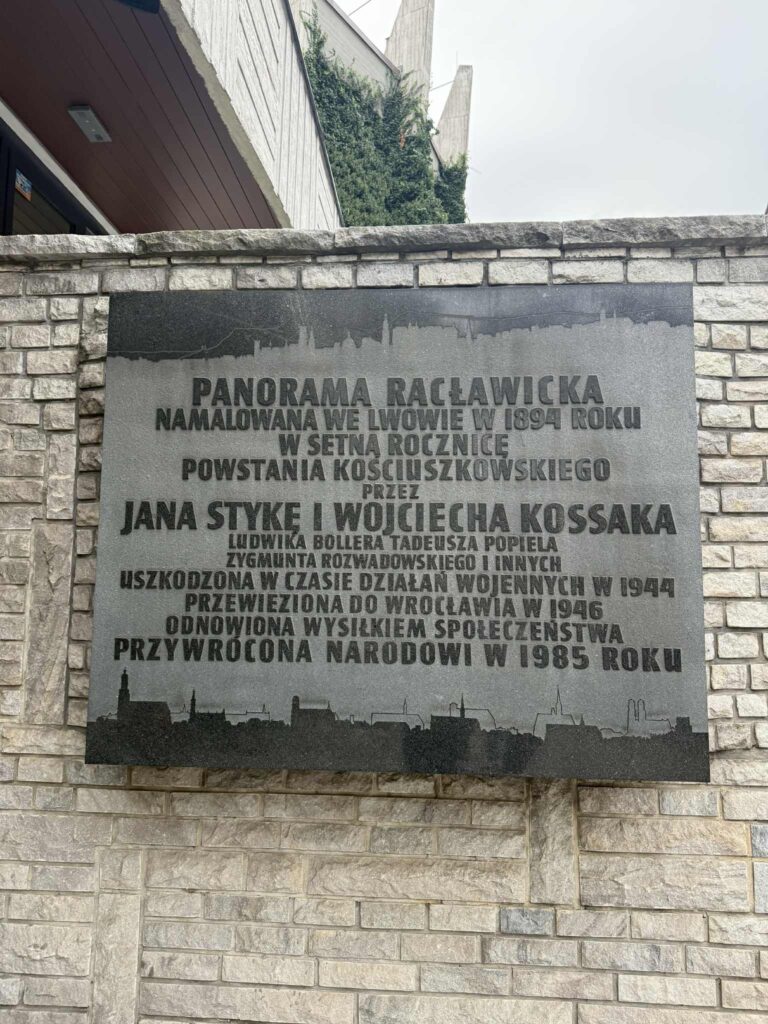 PANORAMA RACŁAWICKA
NAMALOWANA WE LWOWIE W 1894 ROKU
W SETNĄ ROCZNICĘ
POWSTANIA KOŚCIUSZKOWSKIEGO
PRZEZ
JANA STYKĘ I WOJCIECHA KOSSAKA
LUDWIKA BOLLERA TADEUSZA POPIELA
ZYGMUNTA ROZWADOWSKIEGO I INNYCH
USZKODZONA W CZASIE DZIAŁAŃ WOJENNYCH W 1944
PRZEWIEZIONA DO WROCŁAWIA W 1946
ODNOWIONA WYSIŁKIEM SPOŁECZEŃSTWA
PRZYWRÓCONA NARODOWI W 1985 ROKU